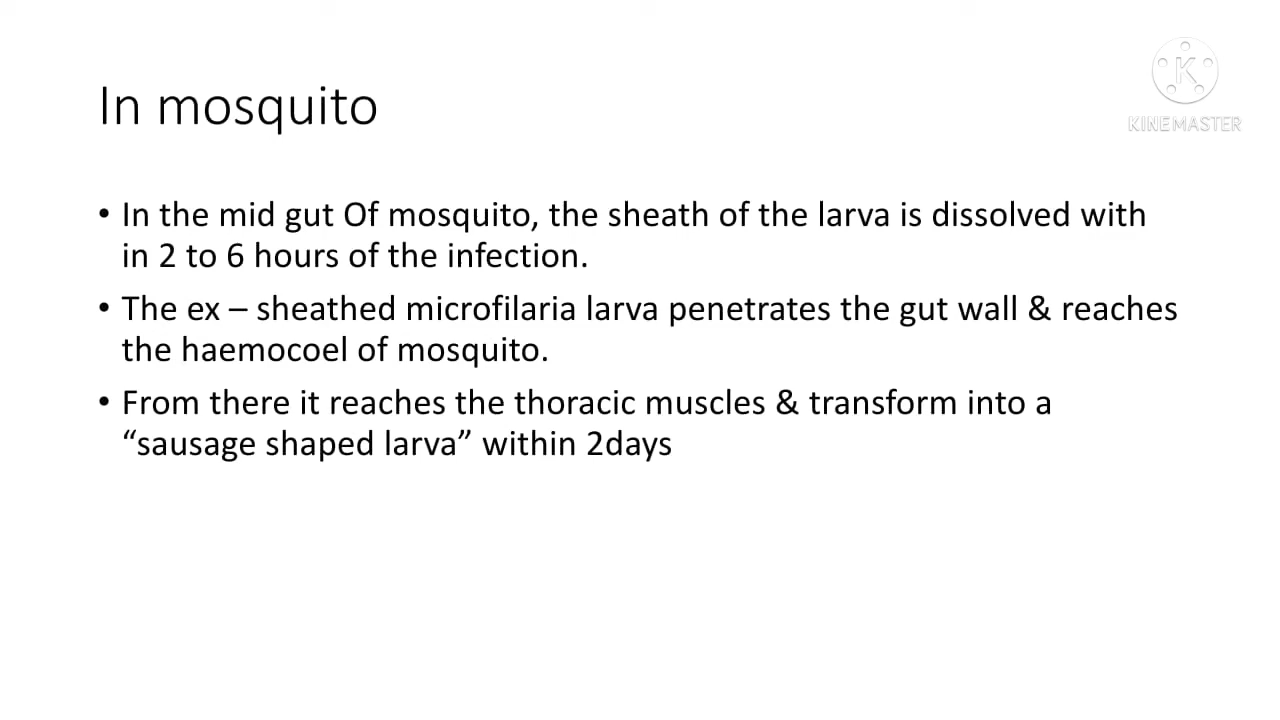 In mosquito
KINEMASTER
• In the mid gut Of mosquito, the sheath of the larva is dissolved with
in 2 to 6 hours of the infection.
• The ex – sheathed microfilaria larva penetrates the gut wall & reaches
the haemocoel of mosquito.
• From there it reaches the thoracic muscles & transform into a
“sausage shaped larva” within 2days